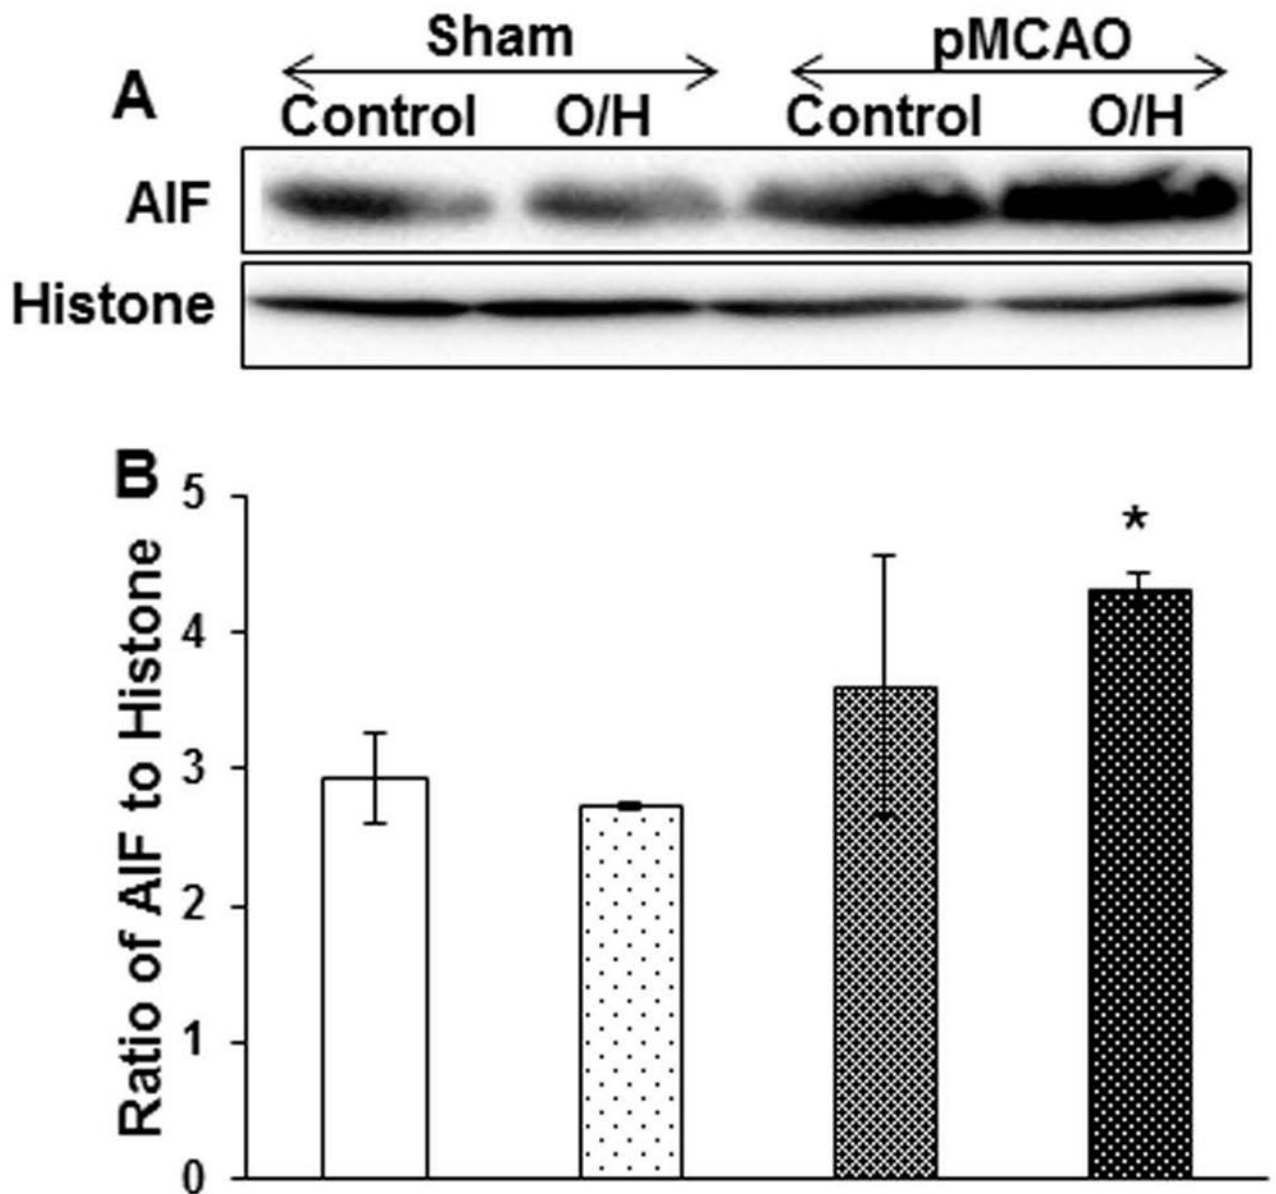 A
Sham
pMCAO
Control
O/H
Control
O/H
AIF
Histone
B
Ratio of AIF to Histone
5
4
3
2
1
0
*